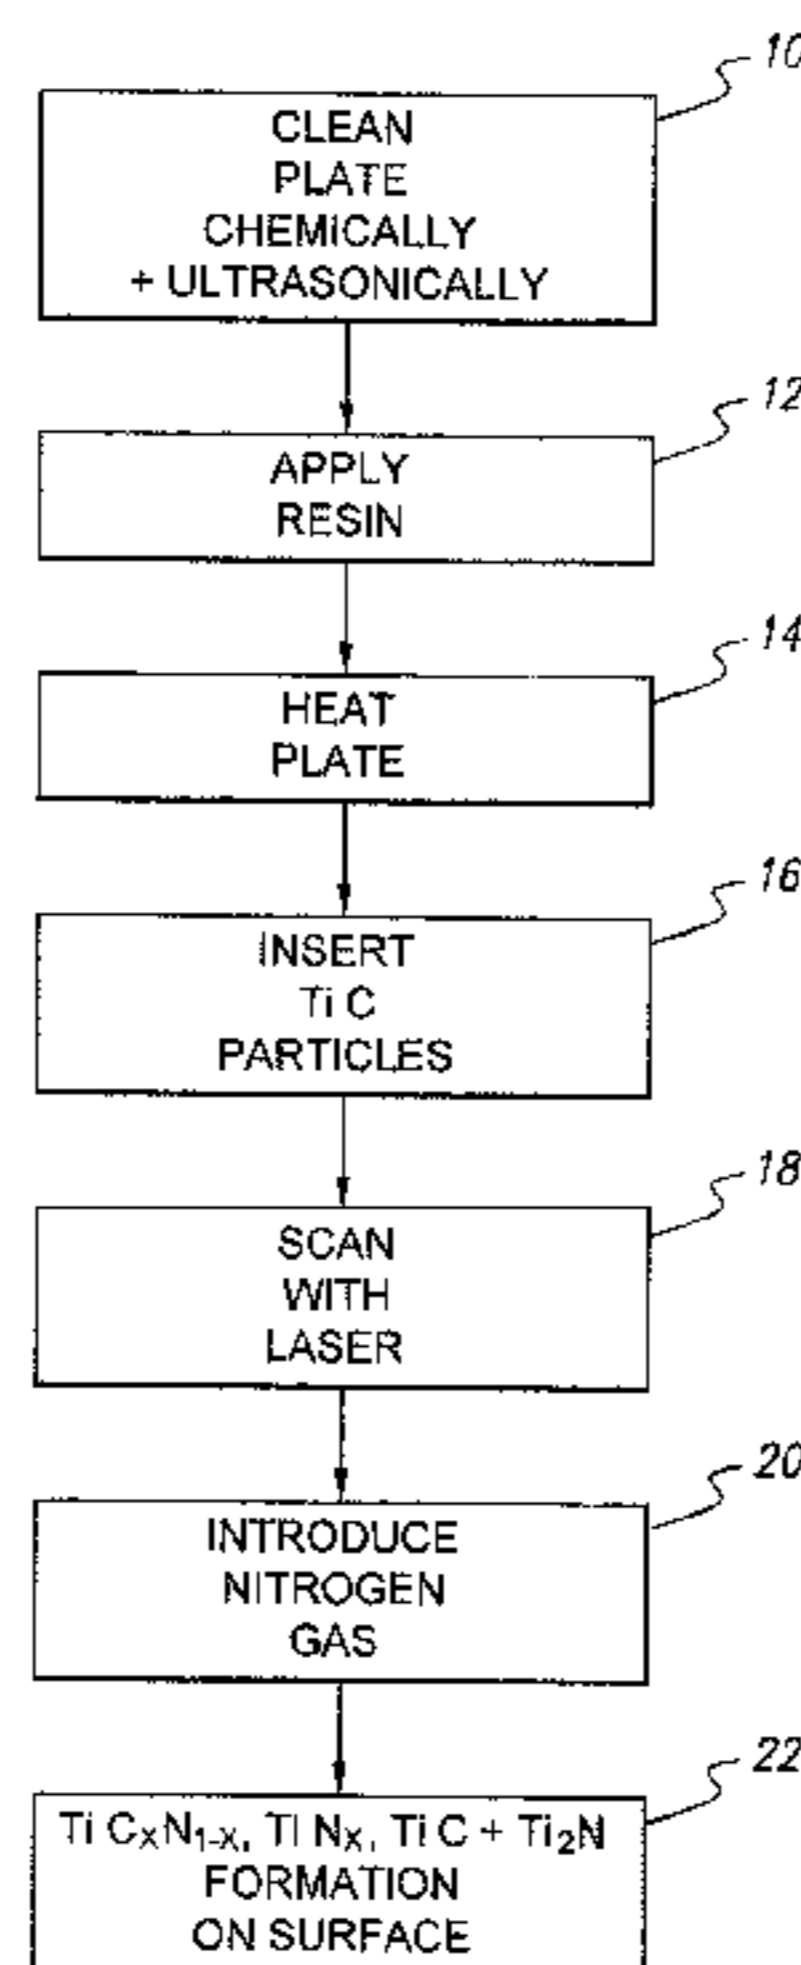 10
CLEAN
PLATE
CHEMICALLY
+ ULTRASONICALLY
12
APPLY
RESIN
14
HEAT
PLATE
16
INSERT
Ti C
PARTICLES
18
SCAN
WITH
LASER
20
INTRODUCE
NITROGEN
GAS
22
Ti CₓN₁₋ₓ, Ti Nₓ, Ti C + Ti₂N
FORMATION
ON SURFACE